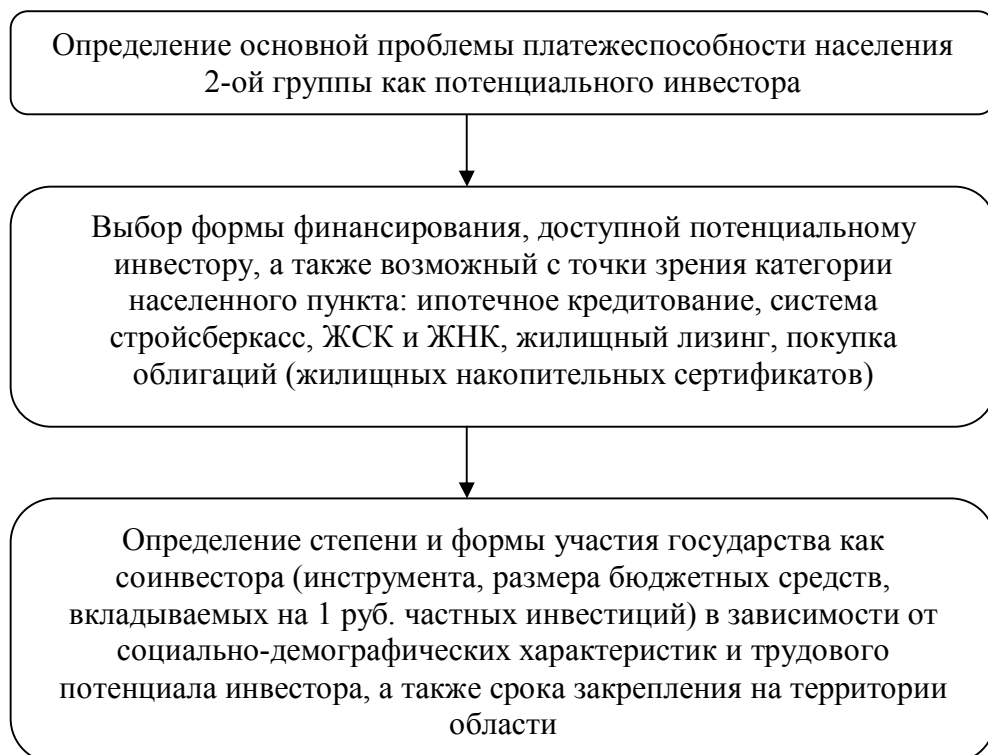 Определение основной проблемы платежеспособности населения
2-ой группы как потенциального инвестора
Выбор формы финансирования, доступной потенциальному
инвестору, а также возможный с точки зрения категории
населенного пункта: ипотечное кредитование, система
стройсберкасс, ЖСК и ЖНК, жилищный лизинг, покупка
облигаций (жилищных накопительных сертификатов)
Определение степени и формы участия государства как
соинвестора (инструмента, размера бюджетных средств,
вкладываемых на 1 руб. частных инвестиций) в зависимости от
социально-демографических характеристик и трудового
потенциала инвестора, а также срока закрепления на территории
области